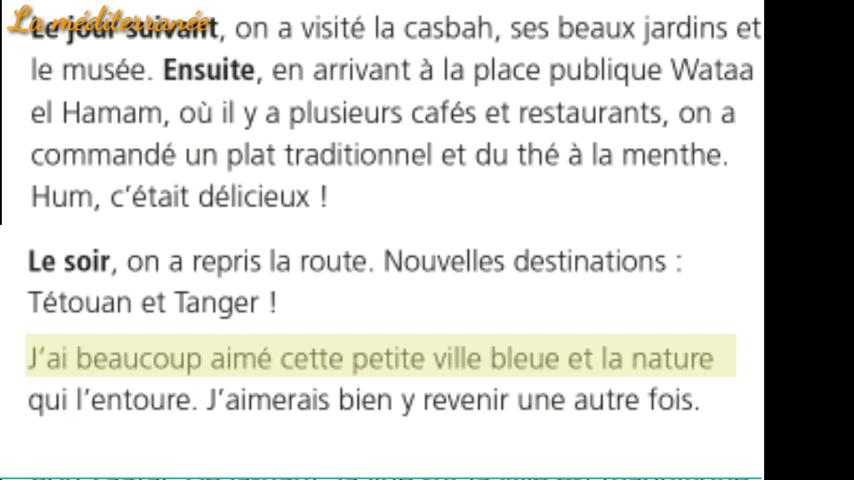 La méditerranée
Le jour suivant, on a visité la casbah, ses beaux jardins et
le musée. Ensuite, en arrivant à la place publique Wataa
el Hamam, où il y a plusieurs cafés et restaurants, on a
commandé un plat traditionnel et du thé à la menthe.
Hum, c'était délicieux !
Le soir, on a repris la route. Nouvelles destinations :
Tétouan et Tanger !
J'ai beaucoup aimé cette petite ville bleue et la nature
qui l'entoure. J'aimerais bien y revenir une autre fois.